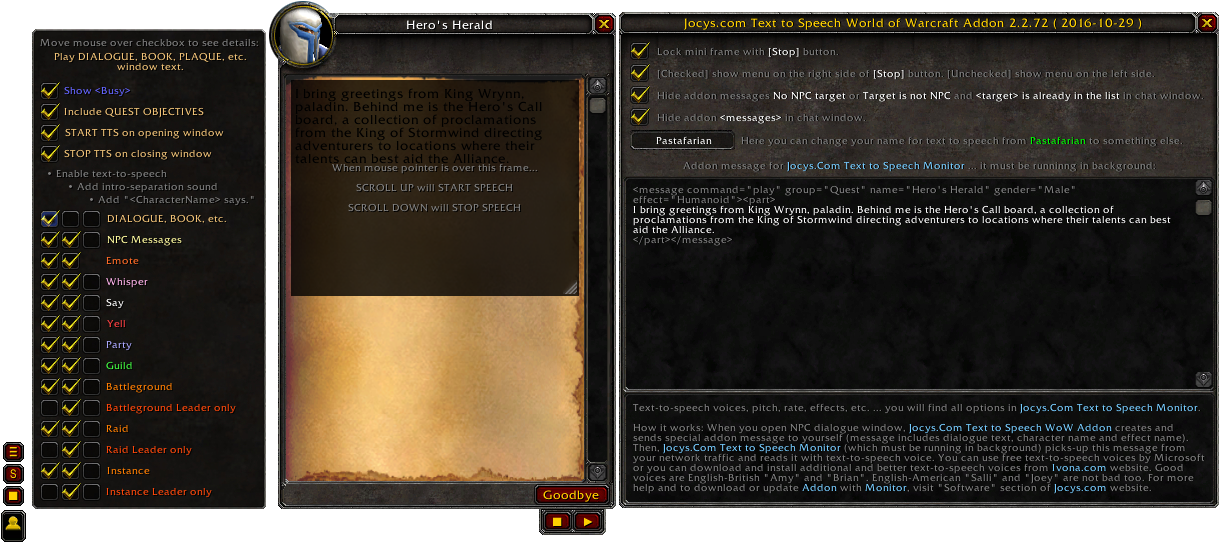 Move mouse over checkbox to see details:
Play DIALOGUE, BOOK, PLAQUE, etc.
window text.
Show <Busy>
Include QUEST OBJECTIVES
START TTS on opening window
STOP TTS on closing window
• Enable text-to-speech
• Add intro-separation sound
• Add "<CharacterName> says."
DIALOGUE, BOOK, etc.
NPC Messages
Emote
Whisper
Say
Yell
Party
Guild
Battleground
Battleground Leader only
Raid
Raid Leader only
Instance
Instance Leader only
S
Hero's Herald
I bring greetings from King Wrynn,
paladin. Behind me is the Hero's Call
board, a collection of proclamations
from the King of Stormwind directing
adventurers to locations where their
talents can best aid the Alliance.
When mouse pointer is over this frame...
SCROLL UP will START SPEECH
SCROLL DOWN will STOP SPEECH
Goodbye
Jocys.com Text to Speech World of Warcraft Addon 2.2.72 ( 2016-10-29 )
Lock mini frame with [Stop] button.
[Checked] show menu on the right side of [Stop] button. [Unchecked] show menu on the left side.
Hide addon messages No NPC target or Target is not NPC and <target> is already in the list in chat window.
Hide addon <messages> in chat window.
Pastafarian
Here you can change your name for text to speech from Pastafarian to something else.
Addon message for Jocys.Com Text to Speech Monitor ... it must be running in background:
<message command="play" group="Quest" name="Hero's Herald" gender="Male"
effect="Humanoid"><part>
I bring greetings from King Wrynn, paladin. Behind me is the Hero's Call board, a collection of
proclamations from the King of Stormwind directing adventurers to locations where their talents can best
aid the Alliance.
</part></message>
Text-to-speech voices, pitch, rate, effects, etc. ... you will find all options in Jocys.Com Text to Speech Monitor.
How it works: When you open NPC dialogue window, Jocys.Com Text to Speech WoW Addon creates and
sends special addon message to yourself (message includes dialogue text, character name and effect name).
Then, Jocys.Com Text to Speech Monitor (which must be running in background) picks-up this message from
your network traffic and reads it with text-to-speech voice. You can use free text-to-speech voices by Microsoft
or you can download and install additional and better text-to-speech voices from Ivona.com website. Good
voices are English-British "Amy" and "Brian". English-American "Salli" and "Joey" are not bad too. For more
help and to download or update Addon with Monitor, visit "Software" section of Jocys.com website.